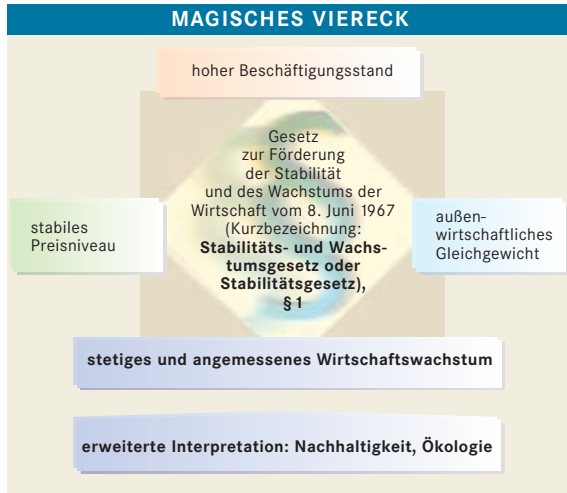 MAGISCHES VIERECK
hoher Beschäftigungsstand
Gesetz
zur Förderung
der Stabilität
und des Wachstums der
Wirtschaft vom 8. Juni 1967
(Kurzbezeichnung:
Stabilitäts- und Wachs-
tumsgesetz oder
Stabilitätsgesetz),
§ 1
stabiles
Preisniveau
außen-
wirtschaftliches
Gleichgewicht
stetiges und angemessenes Wirtschaftswachstum
erweiterte Interpretation: Nachhaltigkeit, Ökologie